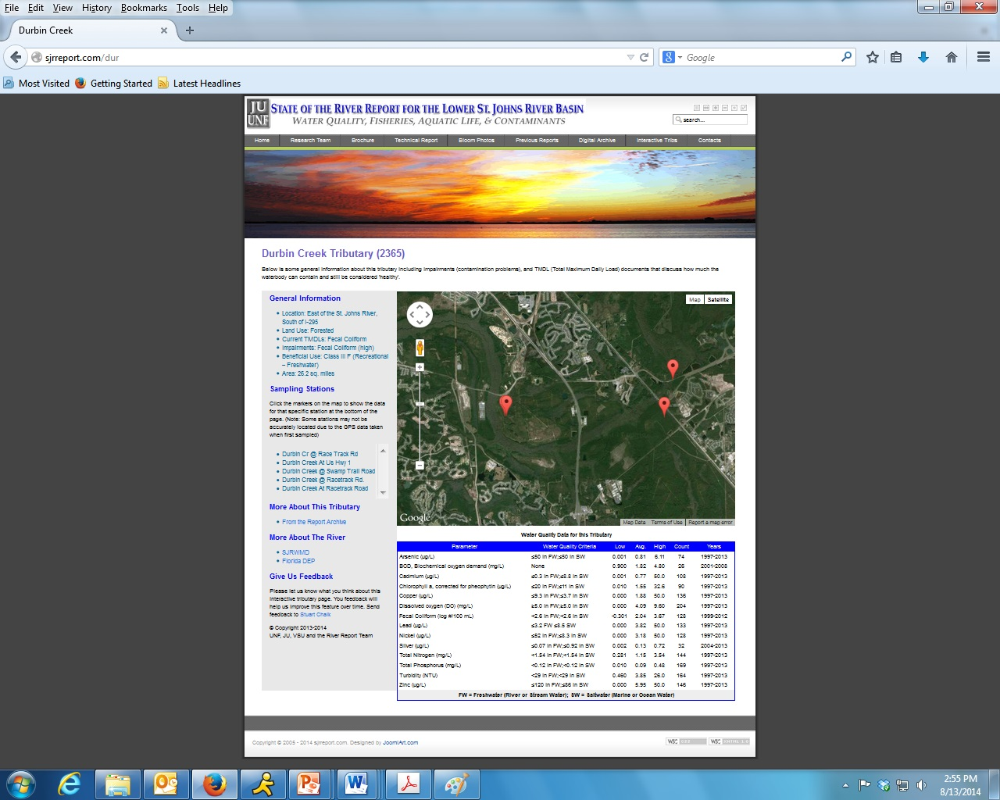 File Edit View History Bookmarks Tools Help
Durbin Creek
sjrreport.com/dur
Google
Most Visited Getting Started Latest Headlines
JU
UNF
STATE OF THE RIVER REPORT FOR THE LOWER ST. JOHNS RIVER BASIN
WATER QUALITY, FISHERIES, AQUATIC LIFE, & CONTAMINANTS
search...
Home Research Team Brochure Technical Report Bloom Photos Previous Reports Digital Archive Interactive Tribs Contacts
Durbin Creek Tributary (2365)
Below is some general information about this tributary including impairments (contamination problems), and TMDL (Total Maximum Daily Load) documents that discuss how much the
waterbody can contain and still be considered 'healthy'.
General Information
Location: East of the St. Johns River,
South of I-295
Land Use: Forested
Current TMDLs: Fecal Coliform
Impairments: Fecal Coliform (high)
Beneficial Use: Class III F (Recreational
– Freshwater)
Area: 26.2 sq. miles
Sampling Stations
Click the markers on the map to show the data
for that specific station at the bottom of the
page. (Note: Some stations may not be
accurately located due to the GPS data taken
when first sampled)
Durbin Cr @ Race Track Rd
Durbin Creek At Us Hwy 1
Durbin Creek @ Swamp Trail Road
Durbin Creek @ Racetrack Rd.
Durbin Creek At Racetrack Road
More About This Tributary
From the Report Archive
More About The River
SJRWMD
Florida DEP
Give Us Feedback
Please let us know what you think about this
interactive tributary page. You feedback will
help us improve this feature over time. Send
feedback to Stuart Chalk
© Copyright 2013-2014
UNF, JU, VSU and the River Report Team
Map Satellite
Google
Map Data Terms of Use Report a map error
Water Quality Data for this Tributary
Parameter Water Quality Criteria Low Avg. High Count Years
Arsenic (µg/L) ≤50 in FW;≤50 in SW 0.001 0.81 6.11 74 1997-2013
BOD, Biochemical oxygen demand (mg/L) None 0.900 1.82 4.80 26 2001-2008
Cadmium (µg/L) ≤0.3 in FW;≤8.8 in SW 0.001 0.77 50.0 108 1997-2013
Chlorophyll a, corrected for pheophytin (µg/L) ≤20 in FW;≤11 in SW 0.010 1.55 32.6 90 1997-2013
Copper (µg/L) ≤9.3 in FW;≤3.7 in SW 0.000 1.88 50.0 136 1997-2013
Dissolved oxygen (DO) (mg/L) ≥5.0 in FW;≥5.0 in SW 0.000 4.09 9.60 204 1997-2013
Fecal Coliform (log #/100 mL) <2.6 in FW;<2.6 in SW -0.301 2.04 3.67 128 1999-2012
Lead (µg/L) ≤3.2 FW ≤8.5 SW 0.000 3.82 50.0 133 1997-2013
Nickel (µg/L) ≤52 in FW;≤8.3 in SW 0.000 3.18 50.0 128 1997-2013
Silver (µg/L) ≤0.07 in FW;≤0.92 in SW 0.002 0.13 0.72 32 2004-2013
Total Nitrogen (mg/L) <1.54 in FW;<1.54 in SW 0.281 1.15 3.54 144 1997-2013
Total Phosphorus (mg/L) <0.12 in FW;<0.12 in SW 0.010 0.09 0.48 169 1997-2013
Turbidity (NTU) <29 in FW;<29 in SW 0.460 3.85 26.0 164 1997-2013
Zinc (µg/L) ≤120 in FW;≤86 in SW 0.000 5.95 50.0 146 1997-2013
FW = Freshwater (River or Stream Water); SW = Saltwater (Marine or Ocean Water)
Copyright © 2005 - 2014 sjrreport.com. Designed by JoomlArt.com
W3C CSS W3C XHTML 1.0
2:55 PM
8/13/2014